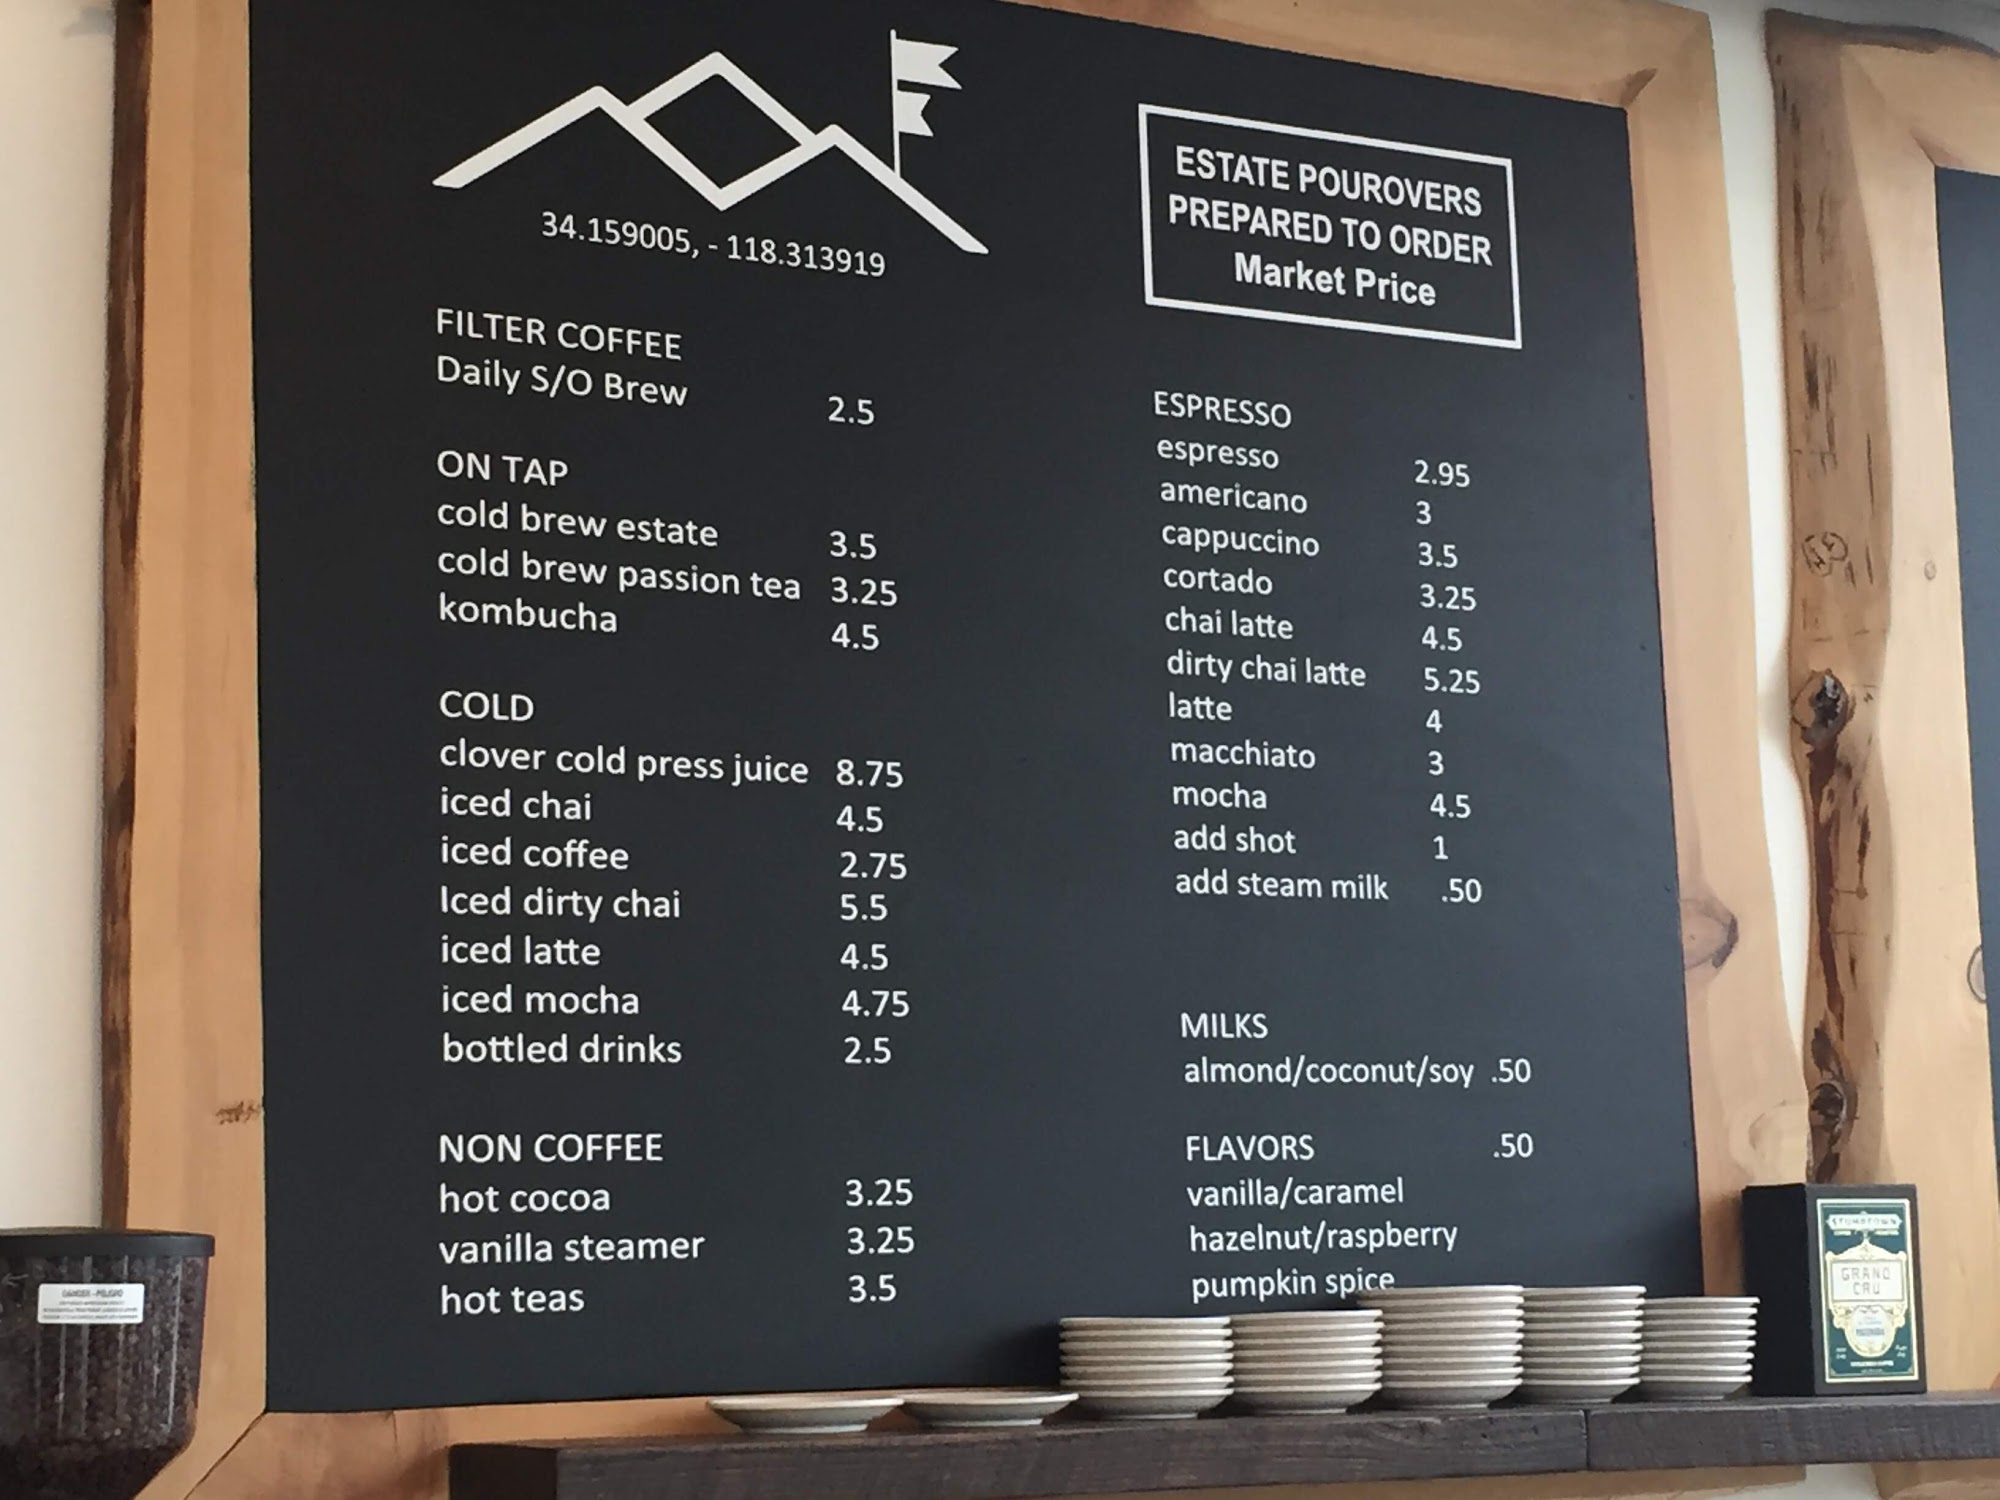 34.159005, - 118.313919
FILTER COFFEE
Daily S/O Brew 2.5
ON TAP
cold brew estate 3.5
cold brew passion tea 3.25
kombucha 4.5
COLD
clover cold press juice 8.75
iced chai 4.5
iced coffee 2.75
Iced dirty chai 5.5
iced latte 4.5
iced mocha 4.75
bottled drinks 2.5
NON COFFEE
hot cocoa 3.25
vanilla steamer 3.25
hot teas 3.5
ESTATE POUROVERS
PREPARED TO ORDER
Market Price
ESPRESSO
espresso 2.95
americano 3
cappuccino 3.5
cortado 3.25
chai latte 4.5
dirty chai latte 5.25
latte 4
macchiato 3
mocha 4.5
add shot 1
add steam milk .50
MILKS
almond/coconut/soy .50
FLAVORS .50
vanilla/caramel
hazelnut/raspberry
pumpkin spice
DANGER - PELIGRO
STUMPTOWN
GRAND
CRU